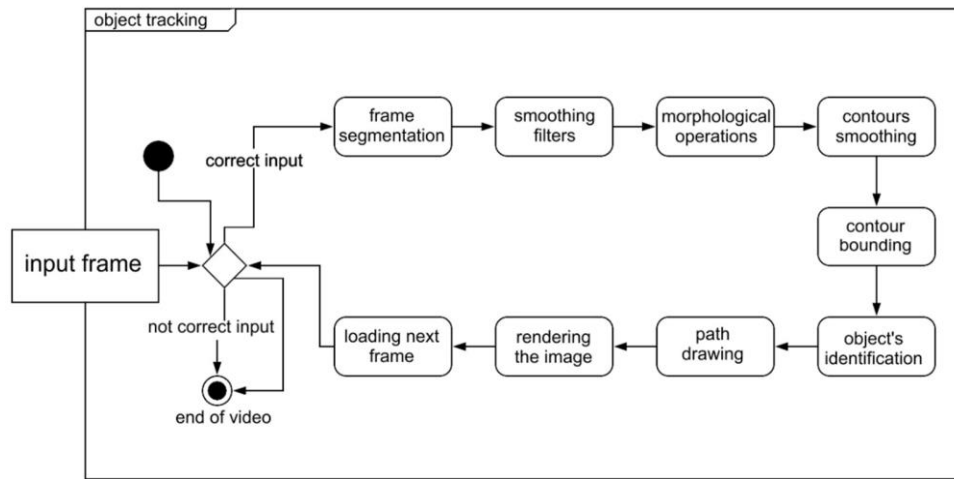 object tracking
frame
segmentation
smoothing
filters
morphological
operations
contours
smoothing
correct input
contour
bounding
input frame
not correct input
loading next
frame
rendering
the image
path
drawing
object's
identification
end of video